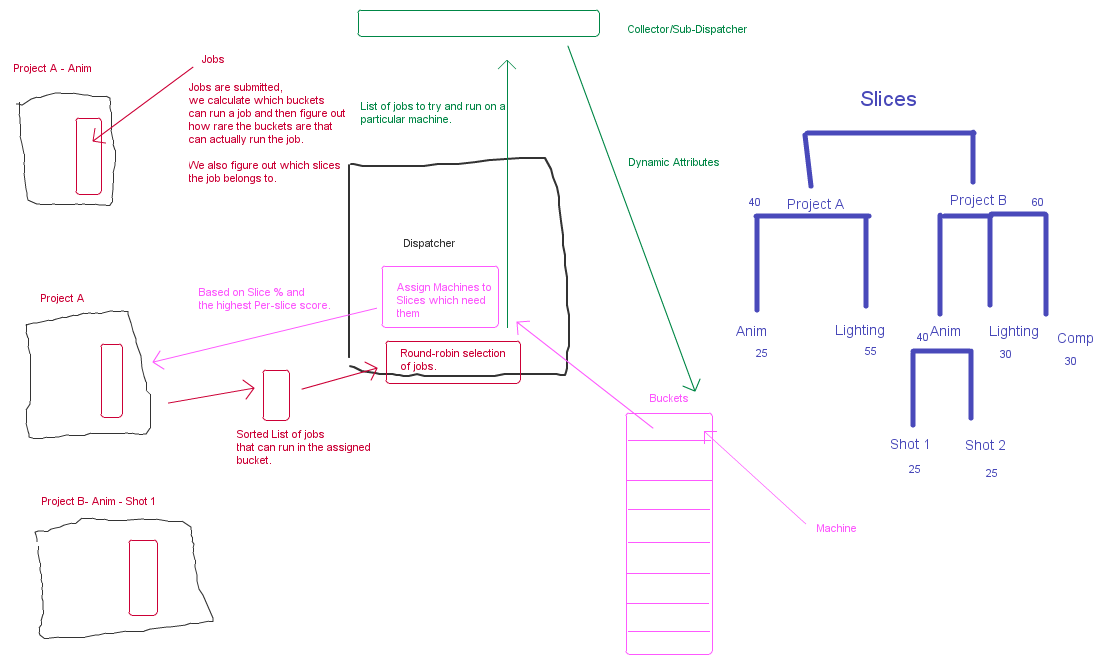 Collector/Sub-Dispatcher
Project A - Anim
Jobs
Jobs are submitted,
we calculate which buckets
can run a job and then figure out
how rare the buckets are that
can actually run the job.
We also figure out which slices
the job belongs to.
List of jobs to try and run on a
particular machine.
Dynamic Attributes
Dispatcher
Assign Machines to
Slices which need
them
Based on Slice % and
the highest Per-slice score.
Round-robin selection
of jobs.
Project A
Sorted List of jobs
that can run in the assigned
bucket.
Project B- Anim - Shot 1
Buckets
Machine
Slices
40
Project A
Project B
60
Anim
25
Lighting
55
40
Anim
Lighting
30
Comp
30
Shot 1
25
Shot 2
25